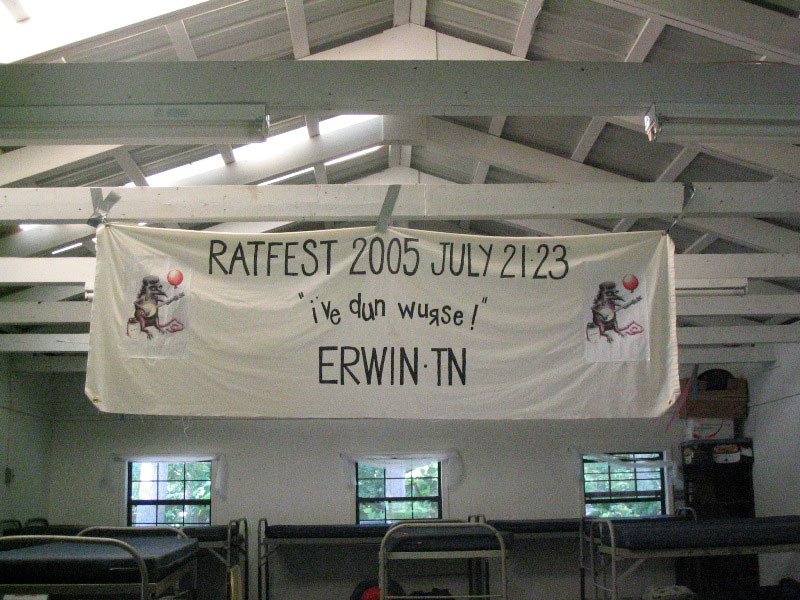 RATFEST 2005 JULY 21·23
"i've dun wurse!"
ERWIN·TN